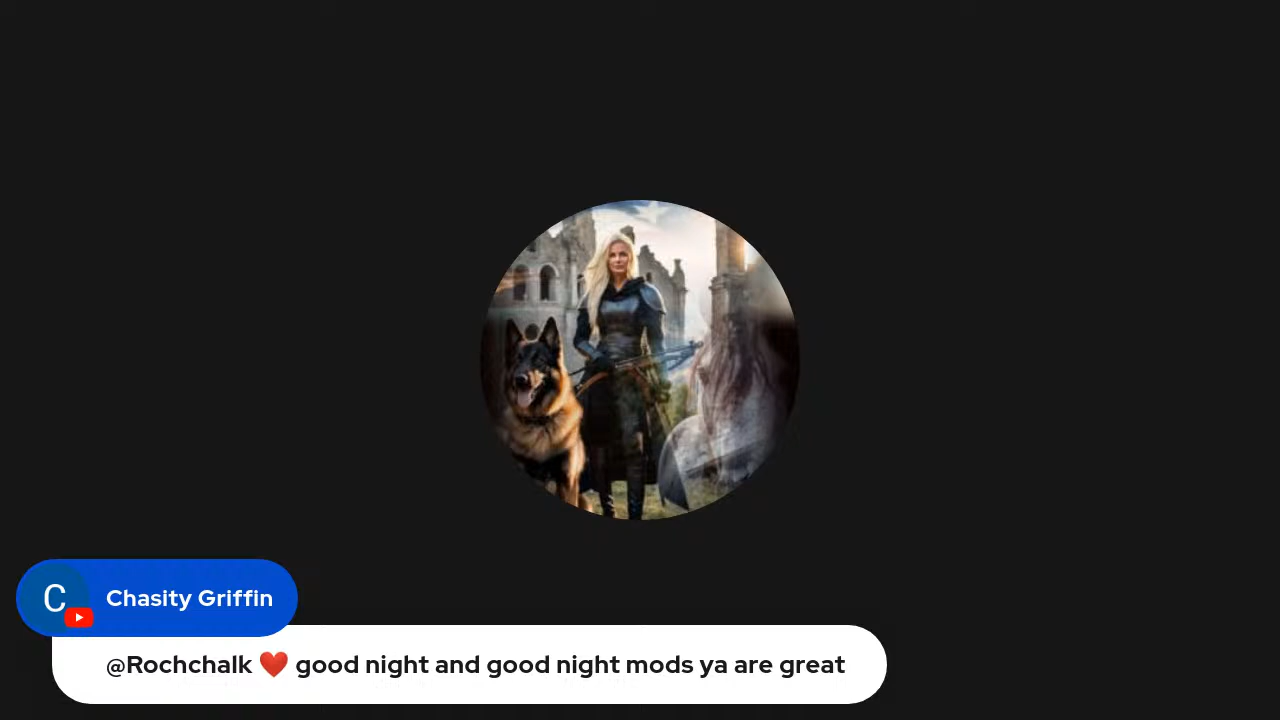 C
Chasity Griffin
@Rochchalk ❤️ good night and good night mods ya are great